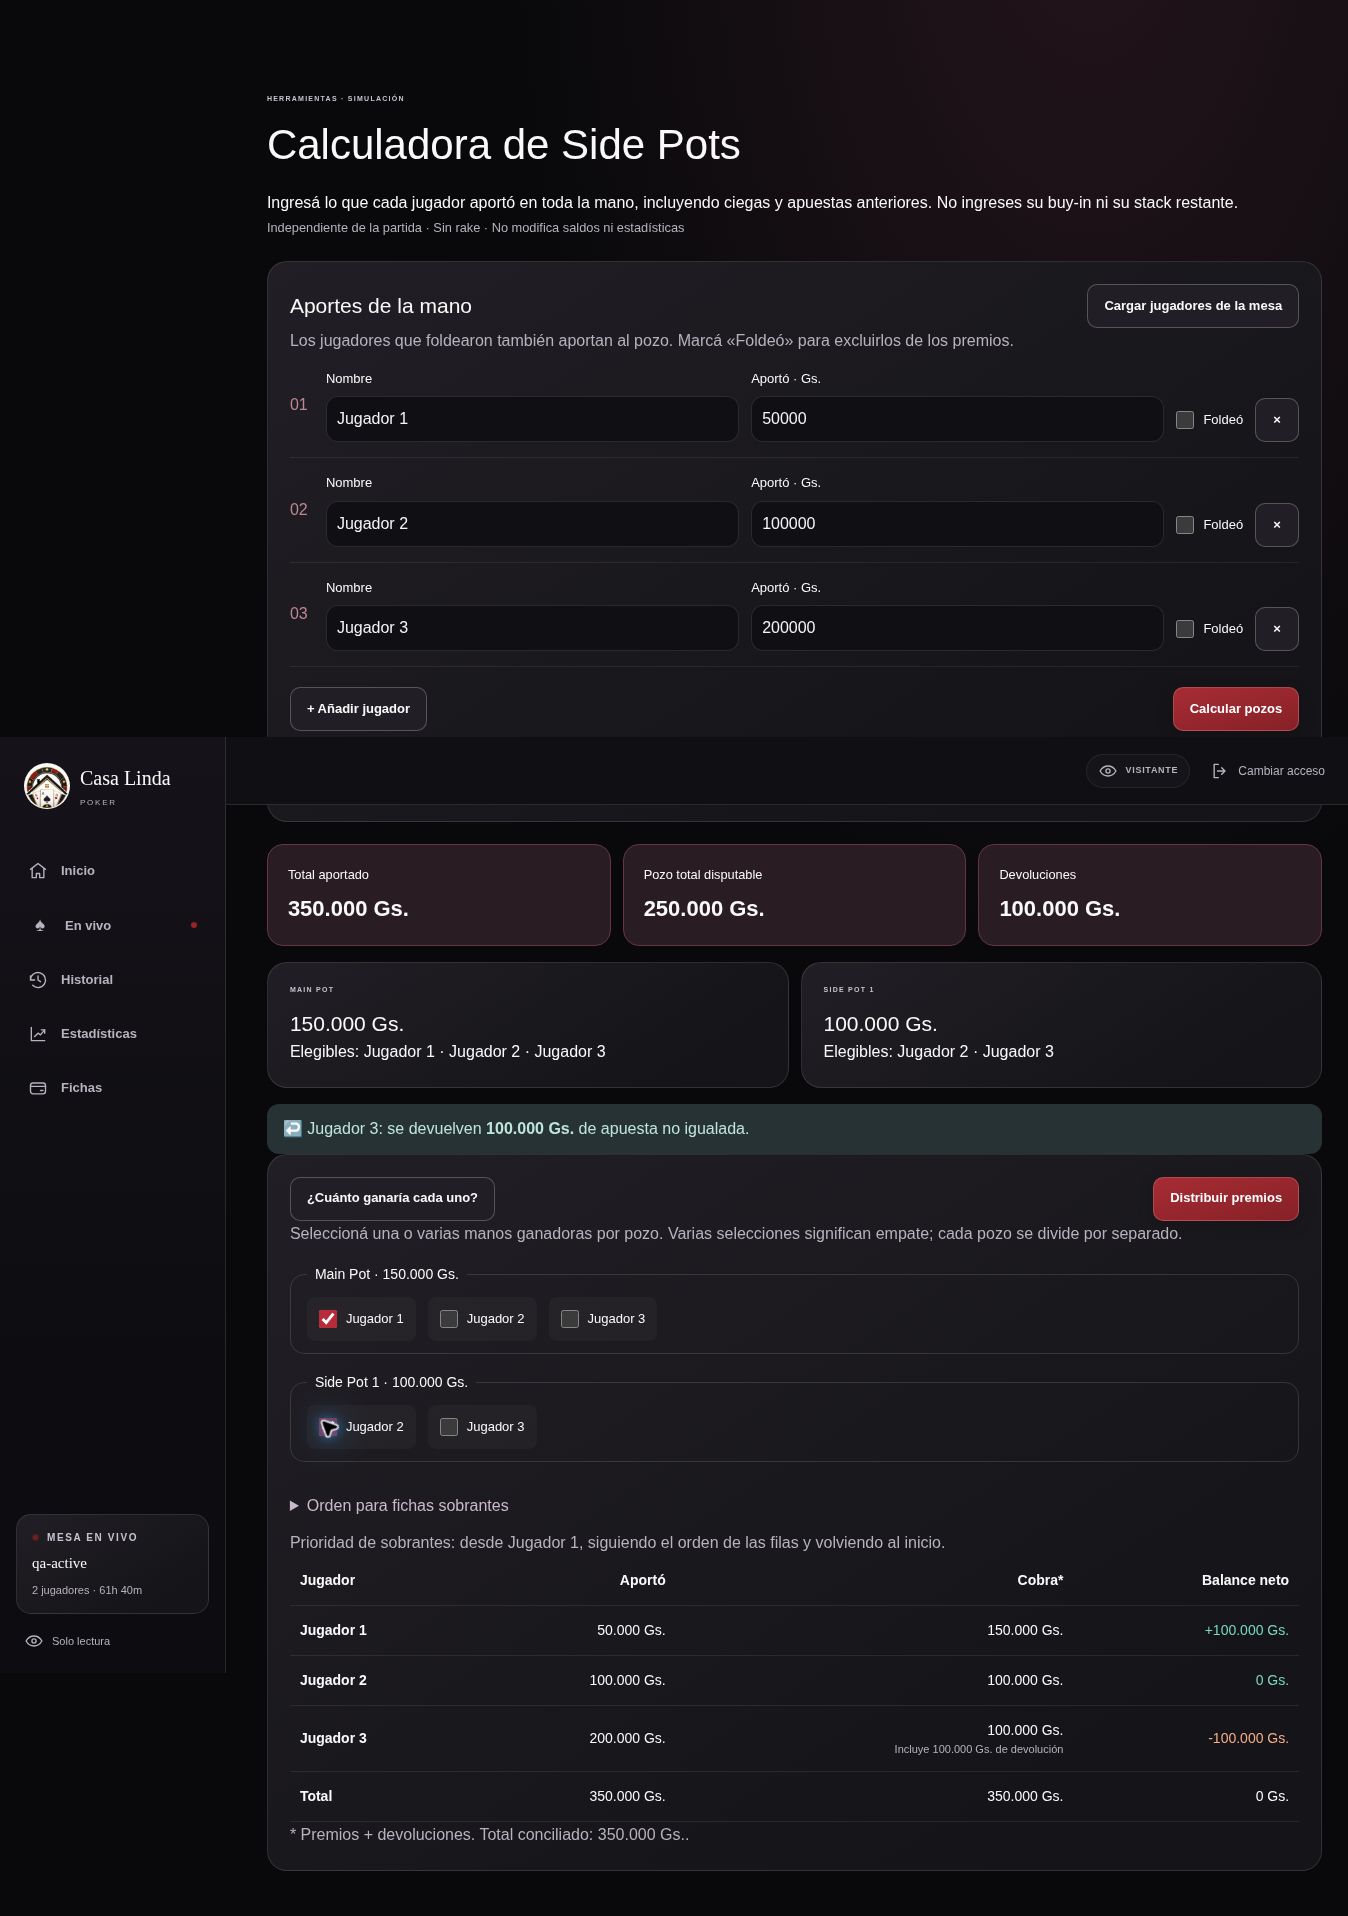 HERRAMIENTAS · SIMULACIÓN
Calculadora de Side Pots
Ingresá lo que cada jugador aportó en toda la mano, incluyendo ciegas y apuestas anteriores. No ingreses su buy-in ni su stack restante.
Independiente de la partida · Sin rake · No modifica saldos ni estadísticas
Aportes de la mano
Cargar jugadores de la mesa
Los jugadores que foldearon también aportan al pozo. Marcá «Foldeó» para excluirlos de los premios.
Nombre
Aportó · Gs.
01
Jugador 1
50000
Foldeó
×
Nombre
Aportó · Gs.
02
Jugador 2
100000
Foldeó
×
Nombre
Aportó · Gs.
03
Jugador 3
200000
Foldeó
×
+ Añadir jugador
Calcular pozos
Casa Linda
POKER
VISITANTE
Cambiar acceso
Inicio
En vivo
Historial
Estadísticas
Fichas
MESA EN VIVO
qa-active
2 jugadores · 61h 40m
Solo lectura
Total aportado
350.000 Gs.
Pozo total disputable
250.000 Gs.
Devoluciones
100.000 Gs.
MAIN POT
150.000 Gs.
Elegibles: Jugador 1 · Jugador 2 · Jugador 3
SIDE POT 1
100.000 Gs.
Elegibles: Jugador 2 · Jugador 3
↩️ Jugador 3: se devuelven 100.000 Gs. de apuesta no igualada.
¿Cuánto ganaría cada uno?
Distribuir premios
Seleccioná una o varias manos ganadoras por pozo. Varias selecciones significan empate; cada pozo se divide por separado.
Main Pot · 150.000 Gs.
Jugador 1
Jugador 2
Jugador 3
Side Pot 1 · 100.000 Gs.
Jugador 2
Jugador 3
▶ Orden para fichas sobrantes
Prioridad de sobrantes: desde Jugador 1, siguiendo el orden de las filas y volviendo al inicio.
Jugador Aportó Cobra* Balance neto
Jugador 1 50.000 Gs. 150.000 Gs. +100.000 Gs.
Jugador 2 100.000 Gs. 100.000 Gs. 0 Gs.
Jugador 3 200.000 Gs. 100.000 Gs. -100.000 Gs.
Incluye 100.000 Gs. de devolución
Total 350.000 Gs. 350.000 Gs. 0 Gs.
* Premios + devoluciones. Total conciliado: 350.000 Gs..